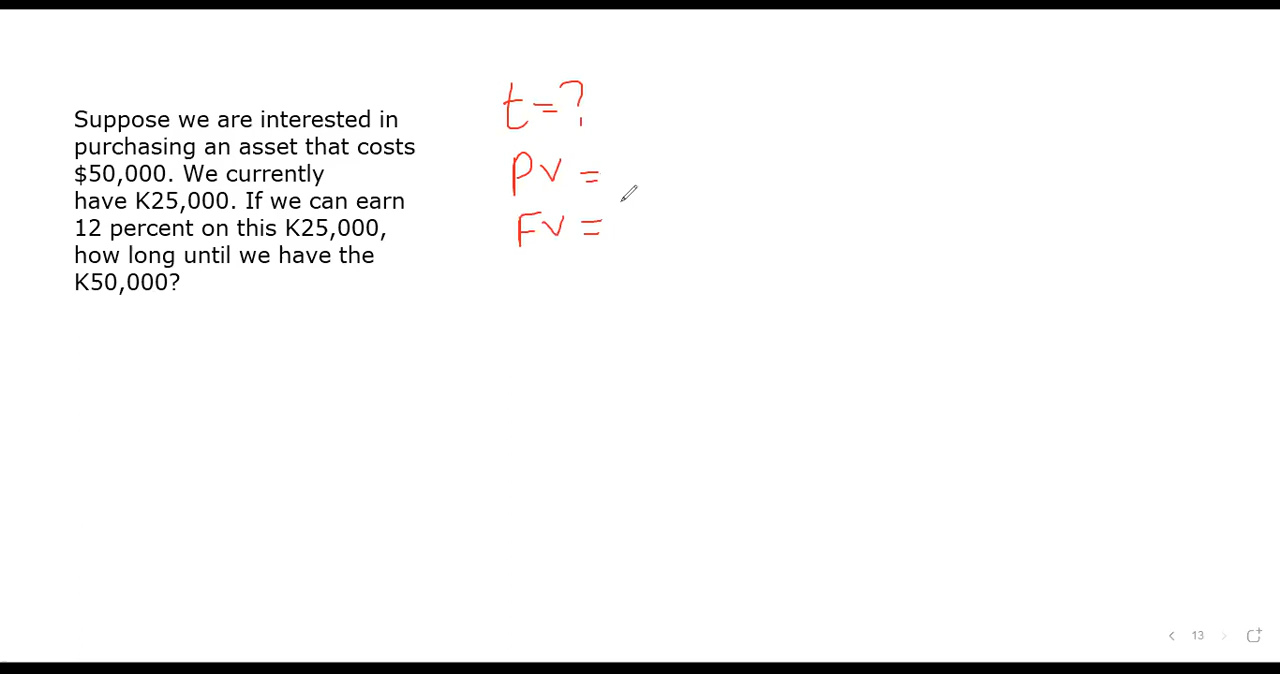 Suppose we are interested in
purchasing an asset that costs
$50,000. We currently
have K25,000. If we can earn
12 percent on this K25,000,
how long until we have the
K50,000?
t=?
PV =
FV =
13